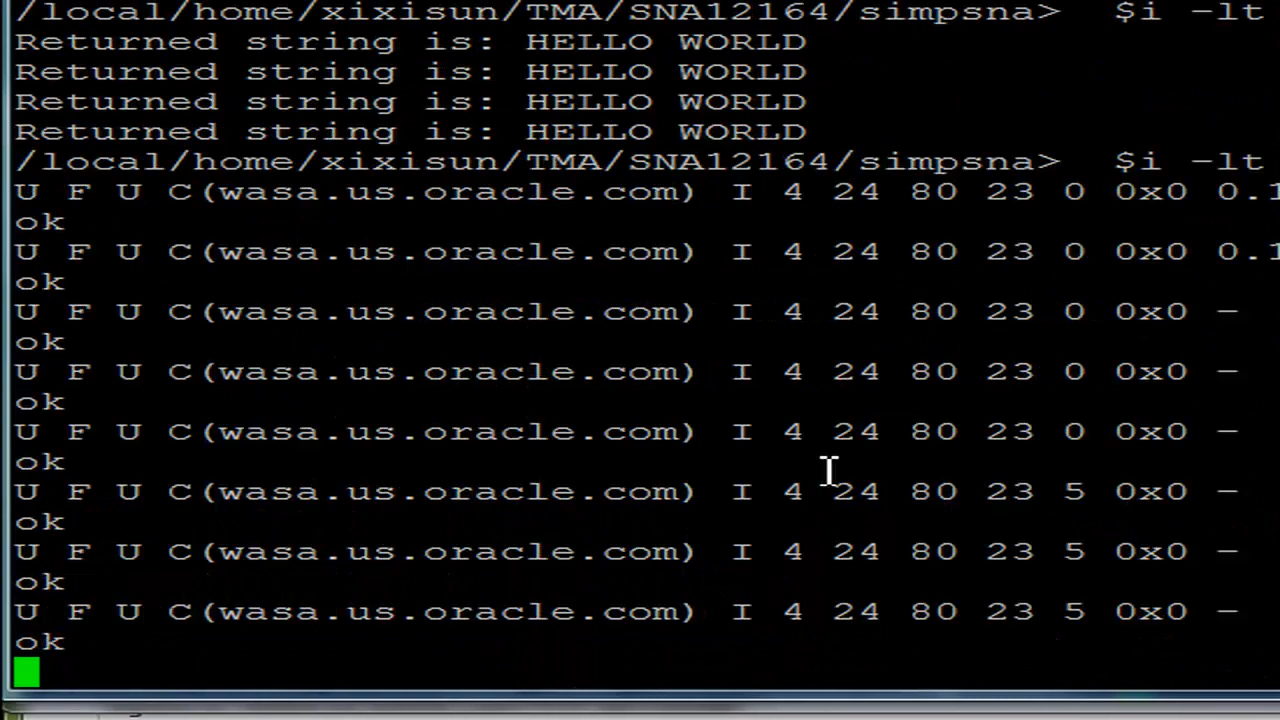 /local/home/xixisun/TMA/SNA12164/simpsna> $i -lt
Returned string is: HELLO WORLD
Returned string is: HELLO WORLD
Returned string is: HELLO WORLD
Returned string is: HELLO WORLD
/local/home/xixisun/TMA/SNA12164/simpsna> $i -lt
U F U C(wasa.us.oracle.com) I 4 24 80 23 0 0x0 0.1
ok
U F U C(wasa.us.oracle.com) I 4 24 80 23 0 0x0 0.1
ok
U F U C(wasa.us.oracle.com) I 4 24 80 23 0 0x0 -
ok
U F U C(wasa.us.oracle.com) I 4 24 80 23 0 0x0 -
ok
U F U C(wasa.us.oracle.com) I 4 24 80 23 0 0x0 -
ok
U F U C(wasa.us.oracle.com) I 4 24 80 23 5 0x0 -
ok
U F U C(wasa.us.oracle.com) I 4 24 80 23 5 0x0 -
ok
U F U C(wasa.us.oracle.com) I 4 24 80 23 5 0x0 -
ok